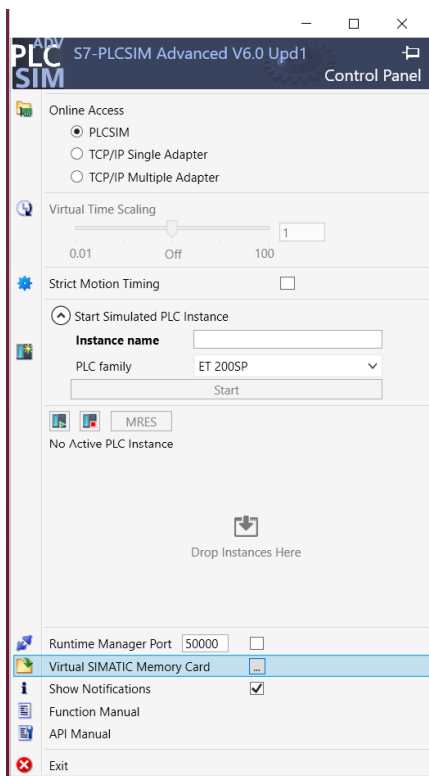 PLC ADV
SIM
S7-PLCSIM Advanced V6.0 Upd1
Control Panel
Online Access
PLCSIM
TCP/IP Single Adapter
TCP/IP Multiple Adapter
Virtual Time Scaling
1
0.01 Off 100
Strict Motion Timing
Start Simulated PLC Instance
Instance name
PLC family ET 200SP
Start
MRES
No Active PLC Instance
Drop Instances Here
Runtime Manager Port 50000
Virtual SIMATIC Memory Card ...
Show Notifications
Function Manual
API Manual
Exit